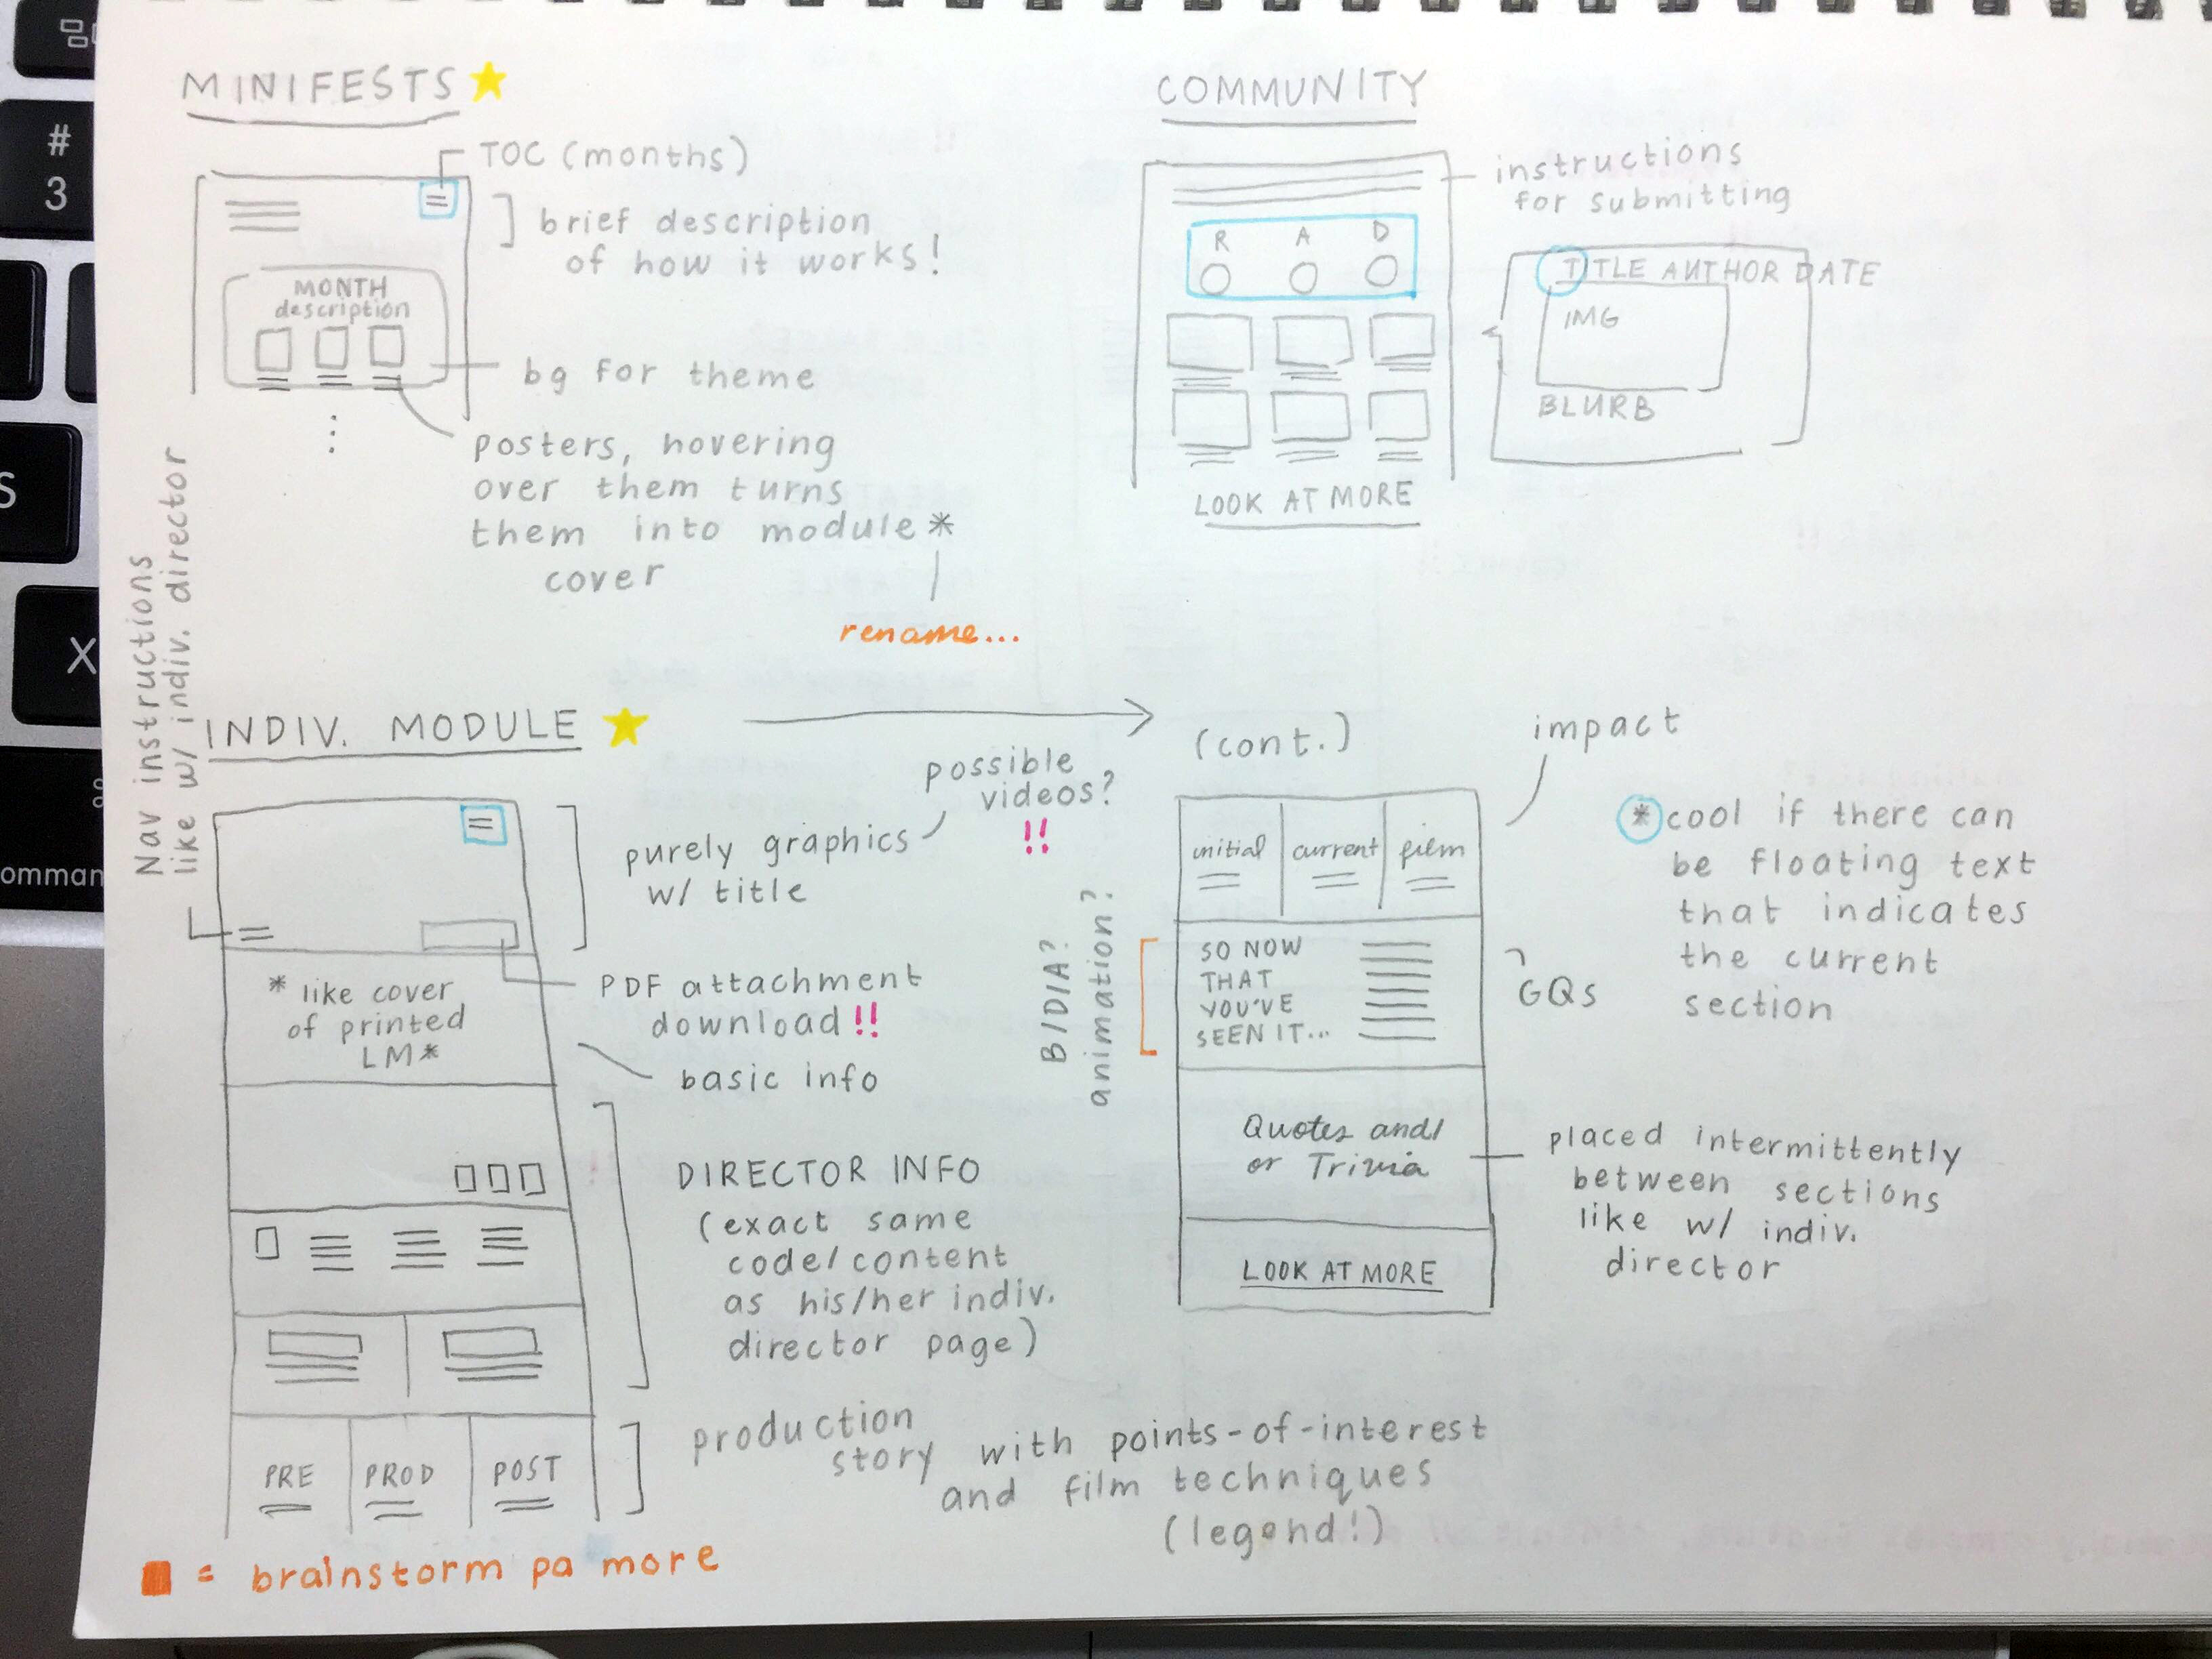 MINIFESTS
TOC (months)
brief description
of how it works!
MONTH
description
bg for theme
posters, hovering
over them turns
them into module*
cover
rename...
COMMUNITY
instructions
for submitting
R A D
TITLE AUTHOR DATE
IMG
BLURB
LOOK AT MORE
Nav instructions
like w/ indiv. director
INDIV. MODULE
possible
videos?
!!
purely graphics
w/ title
PDF attachment
download!!
* like cover
of printed
LM*
basic info
DIRECTOR INFO
(exact same
code/content
as his/her indiv.
director page)
PRE PROD POST
production
story with points-of-interest
and film techniques
(legend!)
(cont.)
impact
initial current film
BIDIA?
animation?
SO NOW
THAT
YOU'VE
SEEN IT...
GQs
Quotes and/
or Trivia
placed intermittently
between sections
like w/ indiv.
director
LOOK AT MORE
* cool if there can
be floating text
that indicates
the current
section
= brainstorm pa more
#
3
S
X
comman